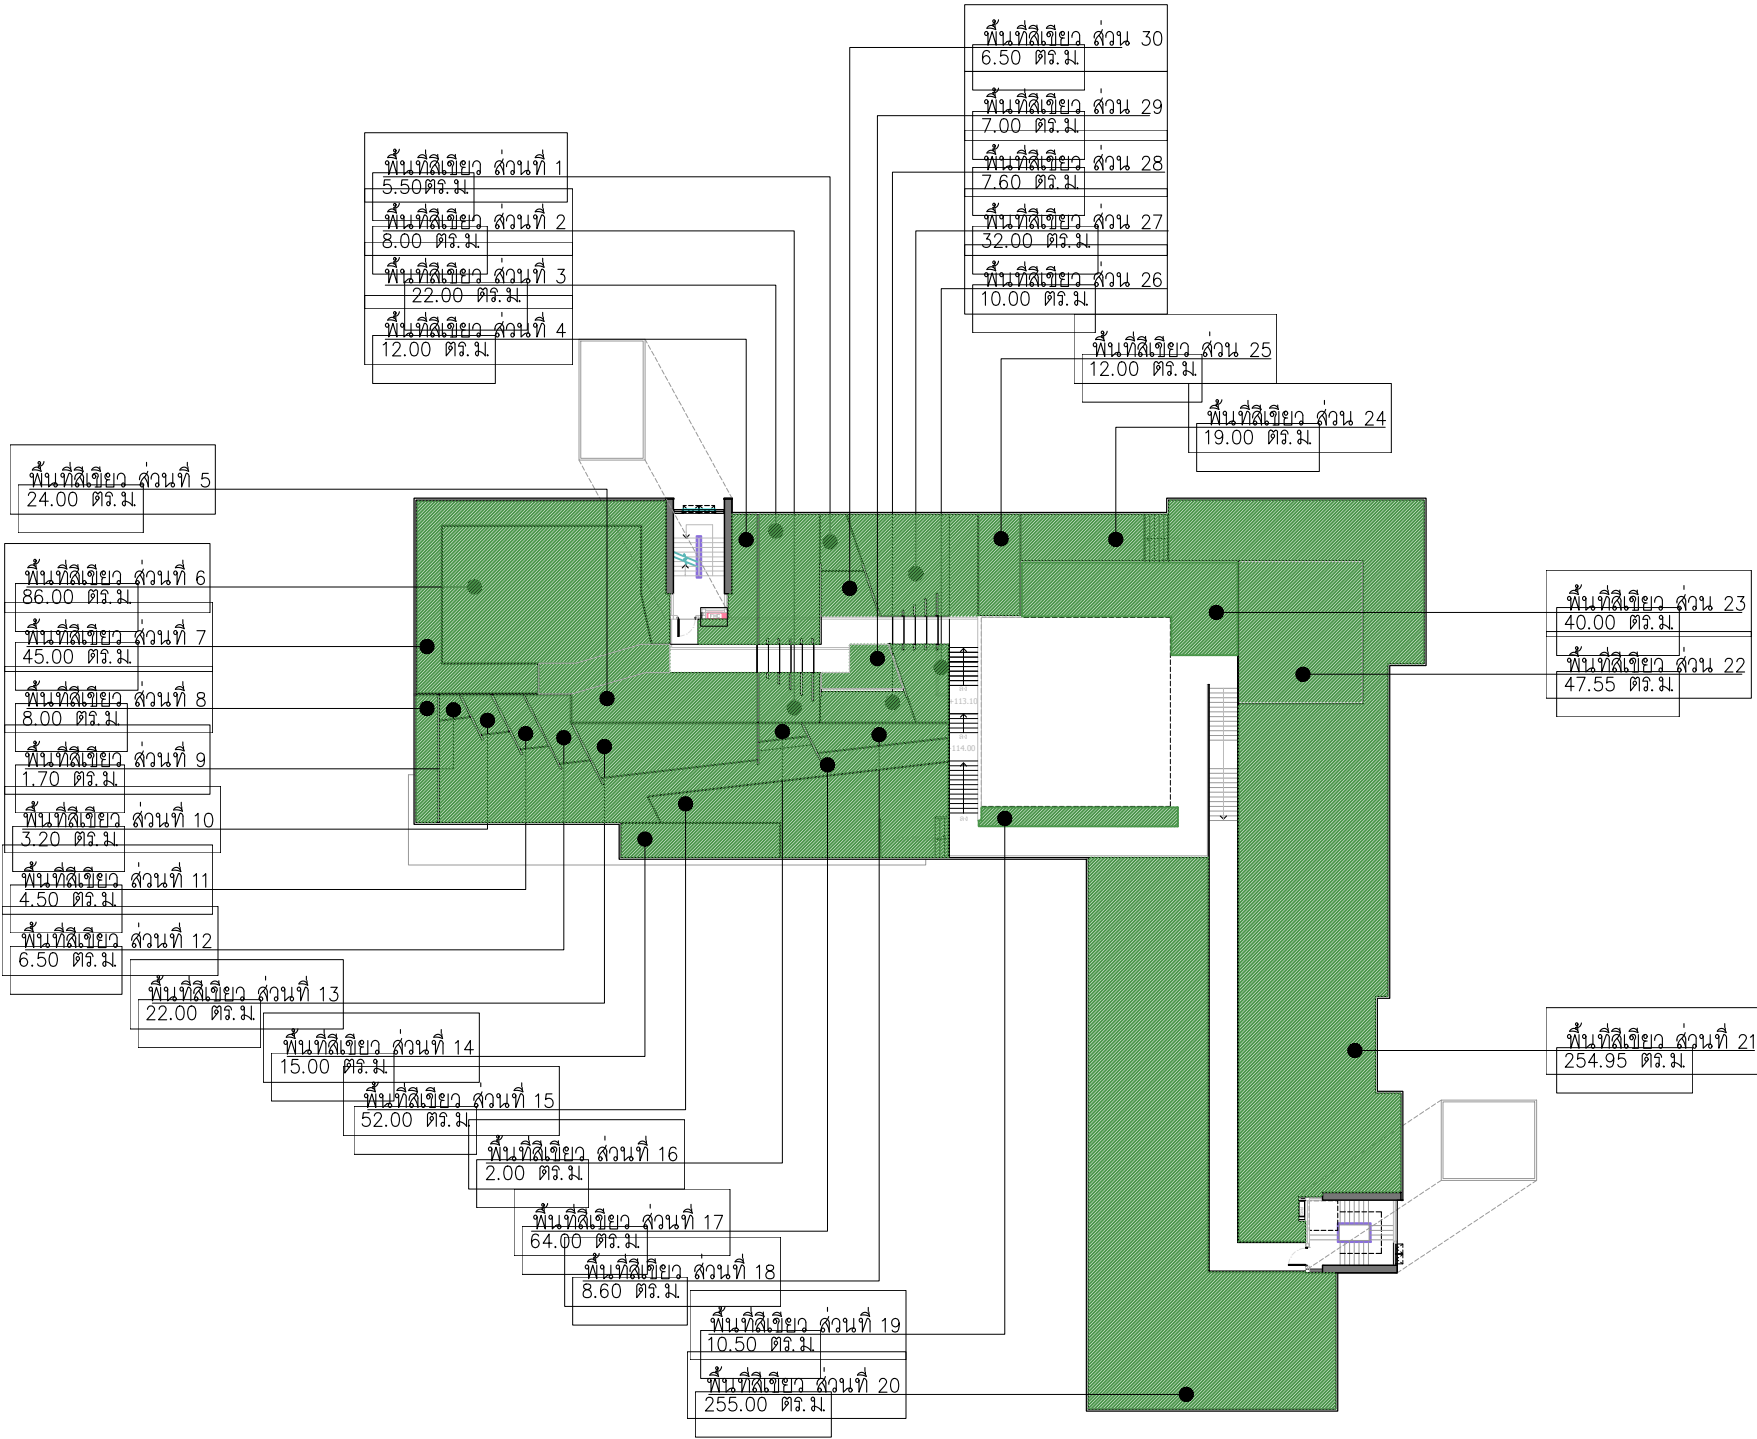 พื้นที่สีเขียว ส่วน 30
6.50 ตร.ม.
พื้นที่สีเขียว ส่วน 29
7.00 ตร.ม.
พื้นที่สีเขียว ส่วน 28
7.60 ตร.ม.
พื้นที่สีเขียว ส่วน 27
32.00 ตร.ม.
พื้นที่สีเขียว ส่วน 26
10.00 ตร.ม.
พื้นที่สีเขียว ส่วน 25
12.00 ตร.ม.
พื้นที่สีเขียว ส่วน 24
19.00 ตร.ม.
พื้นที่สีเขียว ส่วนที่ 1
5.50ตร.ม.
พื้นที่สีเขียว ส่วนที่ 2
8.00 ตร.ม.
พื้นที่สีเขียว ส่วนที่ 3
22.00 ตร.ม.
พื้นที่สีเขียว ส่วนที่ 4
12.00 ตร.ม.
พื้นที่สีเขียว ส่วนที่ 5
24.00 ตร.ม.
พื้นที่สีเขียว ส่วนที่ 6
86.00 ตร.ม.
พื้นที่สีเขียว ส่วนที่ 7
45.00 ตร.ม.
พื้นที่สีเขียว ส่วนที่ 8
8.00 ตร.ม.
พื้นที่สีเขียว ส่วนที่ 9
1.70 ตร.ม.
พื้นที่สีเขียว ส่วนที่ 10
3.20 ตร.ม.
พื้นที่สีเขียว ส่วนที่ 11
4.50 ตร.ม.
พื้นที่สีเขียว ส่วนที่ 12
6.50 ตร.ม.
พื้นที่สีเขียว ส่วนที่ 13
22.00 ตร.ม.
พื้นที่สีเขียว ส่วนที่ 14
15.00 ตร.ม.
พื้นที่สีเขียว ส่วนที่ 15
52.00 ตร.ม.
พื้นที่สีเขียว ส่วนที่ 16
2.00 ตร.ม.
พื้นที่สีเขียว ส่วนที่ 17
64.00 ตร.ม.
พื้นที่สีเขียว ส่วนที่ 18
8.60 ตร.ม.
พื้นที่สีเขียว ส่วนที่ 19
10.50 ตร.ม.
พื้นที่สีเขียว ส่วนที่ 20
255.00 ตร.ม.
+113.10
114.00
พื้นที่สีเขียว ส่วน 23
40.00 ตร.ม.
พื้นที่สีเขียว ส่วน 22
47.55 ตร.ม.
พื้นที่สีเขียว ส่วนที่ 21
254.95 ตร.ม.